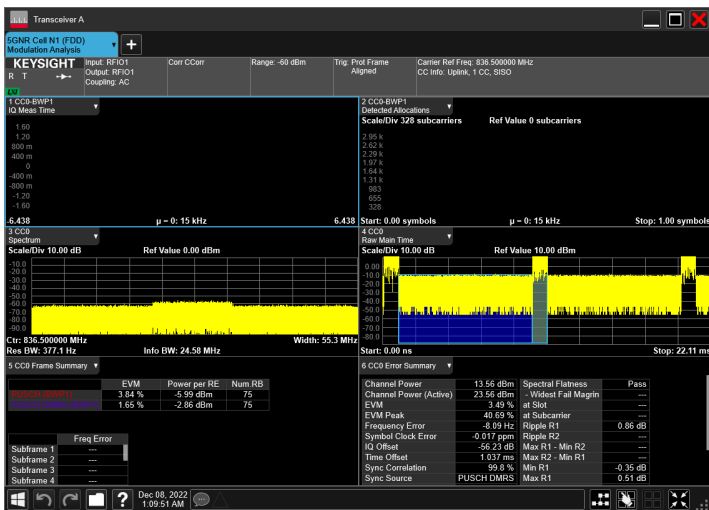 Transceiver A
5GNR Cell N1 (FDD)
Modulation Analysis
KEYSIGHT
R T
LXI
Input: RFIO1
Output: RFIO1
Coupling: AC
Corr CCorr
Range: -60 dBm
Trig: Prot Frame
Aligned
Carrier Ref Freq: 836.500000 MHz
CC Info: Uplink, 1 CC, SISO
1 CC0-BWP1
IQ Meas Time
1.60
1.20
800 m
400 m
0
-400 m
-800 m
-1.20
-1.60
-6.438 µ – 0: 15 kHz 6.438
2 CC0-BWP1
Detected Allocations
Scale/Div 328 subcarriers Ref Value 0 subcarriers
2.95 k
2.62 k
2.29 k
1.97 k
1.64 k
1.31 k
983
655
328
Start: 0.00 symbols µ – 0: 15 kHz Stop: 1.00 symbols
3 CC0
Spectrum
Scale/Div 10.00 dB Ref Value 0.00 dBm
-10.0
-20.0
-30.0
-40.0
-50.0
-60.0
-70.0
-80.0
-90.0
Ctr: 836.500000 MHz Width: 55.3 MHz
Res BW: 377.1 Hz Info BW: 24.58 MHz
4 CC0
Raw Main Time
Scale/Div 10.00 dB Ref Value 10.00 dBm
0.00
-10.0
-20.0
-30.0
-40.0
-50.0
-60.0
-70.0
-80.0
Start: 0.00 ns Stop: 22.11 ms
5 CC0 Frame Summary
EVM Power per RE Num.RB
PUSCH (BWP1) 3.84 % -5.99 dBm 75
1.65 % -2.86 dBm 75
Freq Error
Subframe 1 ---
Subframe 2 ---
Subframe 3 ---
Subframe 4 ---
6 CC0 Error Summary
Channel Power 13.56 dBm Spectral Flatness Pass
Channel Power (Active) 23.56 dBm - Widest Fail Magrin ---
EVM 3.49 % at Slot ---
EVM Peak 40.69 % at Subcarrier ---
Frequency Error -8.09 Hz Ripple R1 0.86 dB
Symbol Clock Error -0.017 ppm Ripple R2 ---
IQ Offset -56.23 dB Max R1 - Min R2 ---
Time Offset 1.037 ms Max R2 - Min R1 ---
Sync Correlation 99.8 % Min R1 -0.35 dB
Sync Source PUSCH DMRS Max R1 0.51 dB
?
Dec 08, 2022
1:09:51 AM